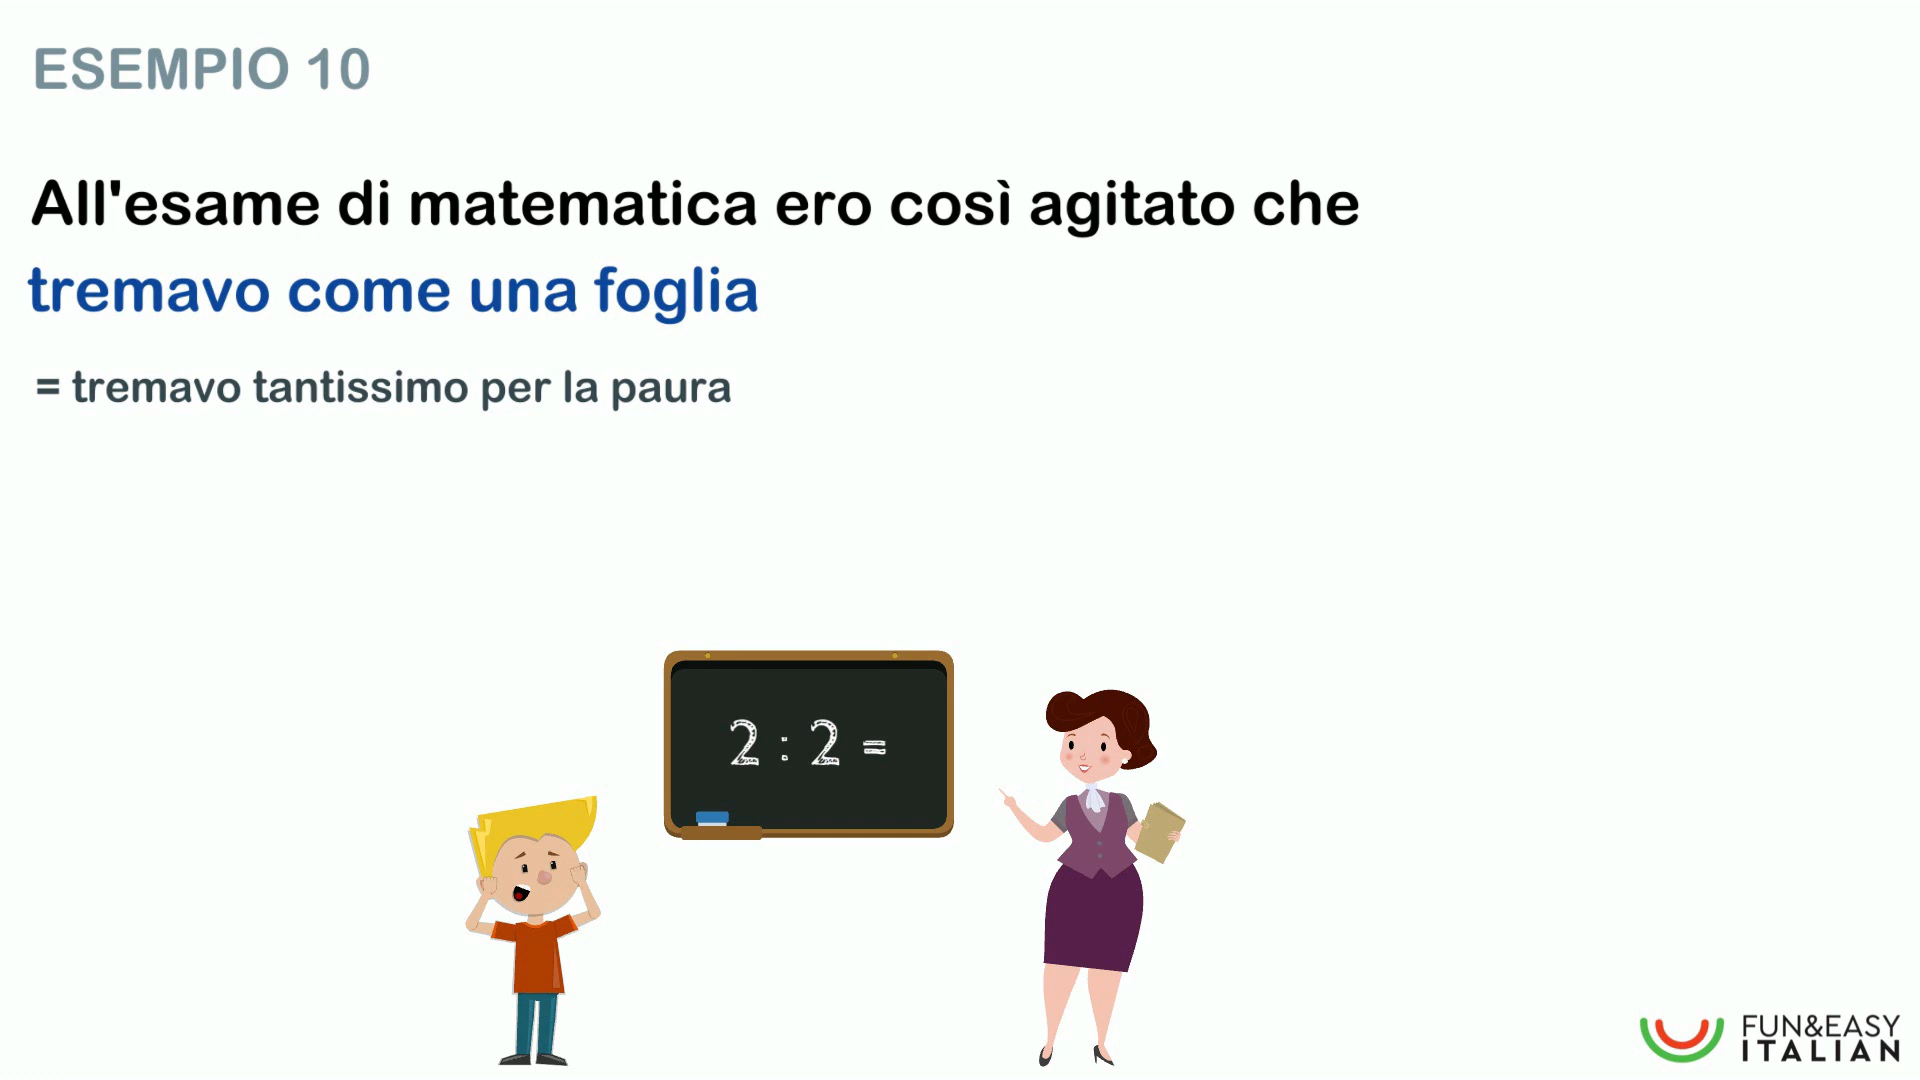 ESEMPIO 10
All'esame di matematica ero così agitato che
tremavo come una foglia
= tremavo tantissimo per la paura
2 : 2 =
FUN&EASY
ITALIAN